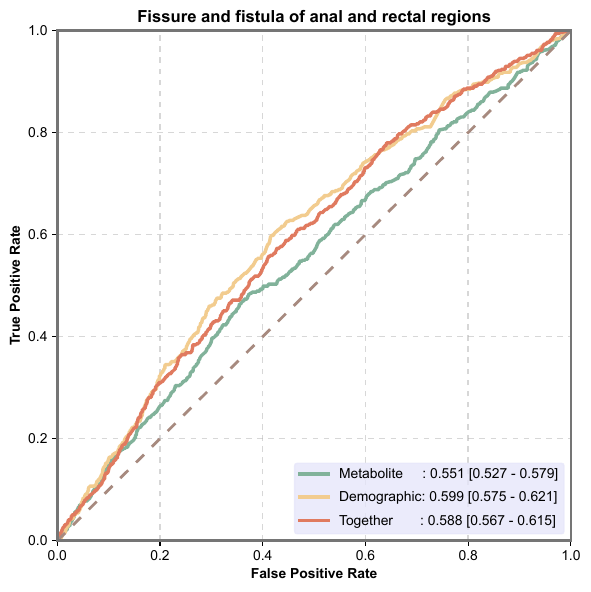 Fissure and fistula of anal and rectal regions
1.0
0.8
0.6
0.4
0.2
0.0
True Positive Rate
Metabolite : 0.551 [0.527 - 0.579]
Demographic: 0.599 [0.575 - 0.621]
Together : 0.588 [0.567 - 0.615]
0.0 0.2 0.4 0.6 0.8 1.0
False Positive Rate